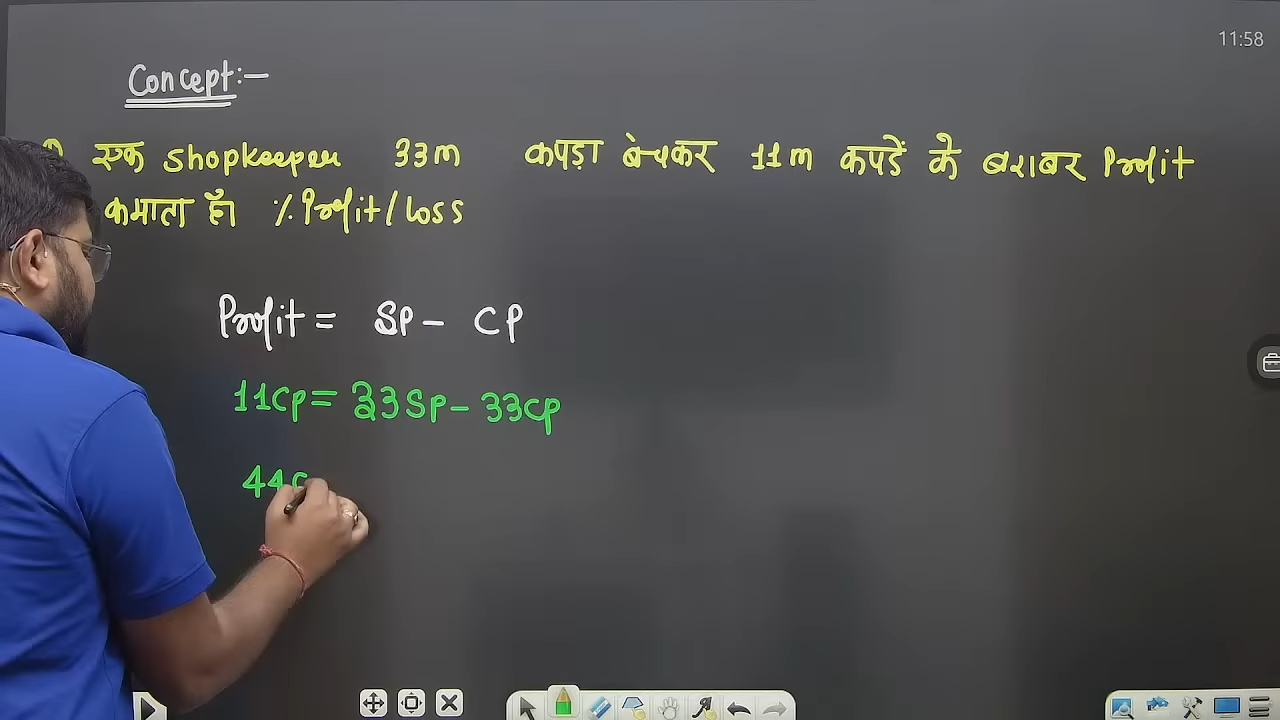 11:58
Concept:-
एक shopkeeper 33m कपड़ा बेचकर 11m कपड़ें के बराबर Profit
कमाता है। % Profit/Loss
Profit = SP - CP
11CP = 33SP - 33CP
44C